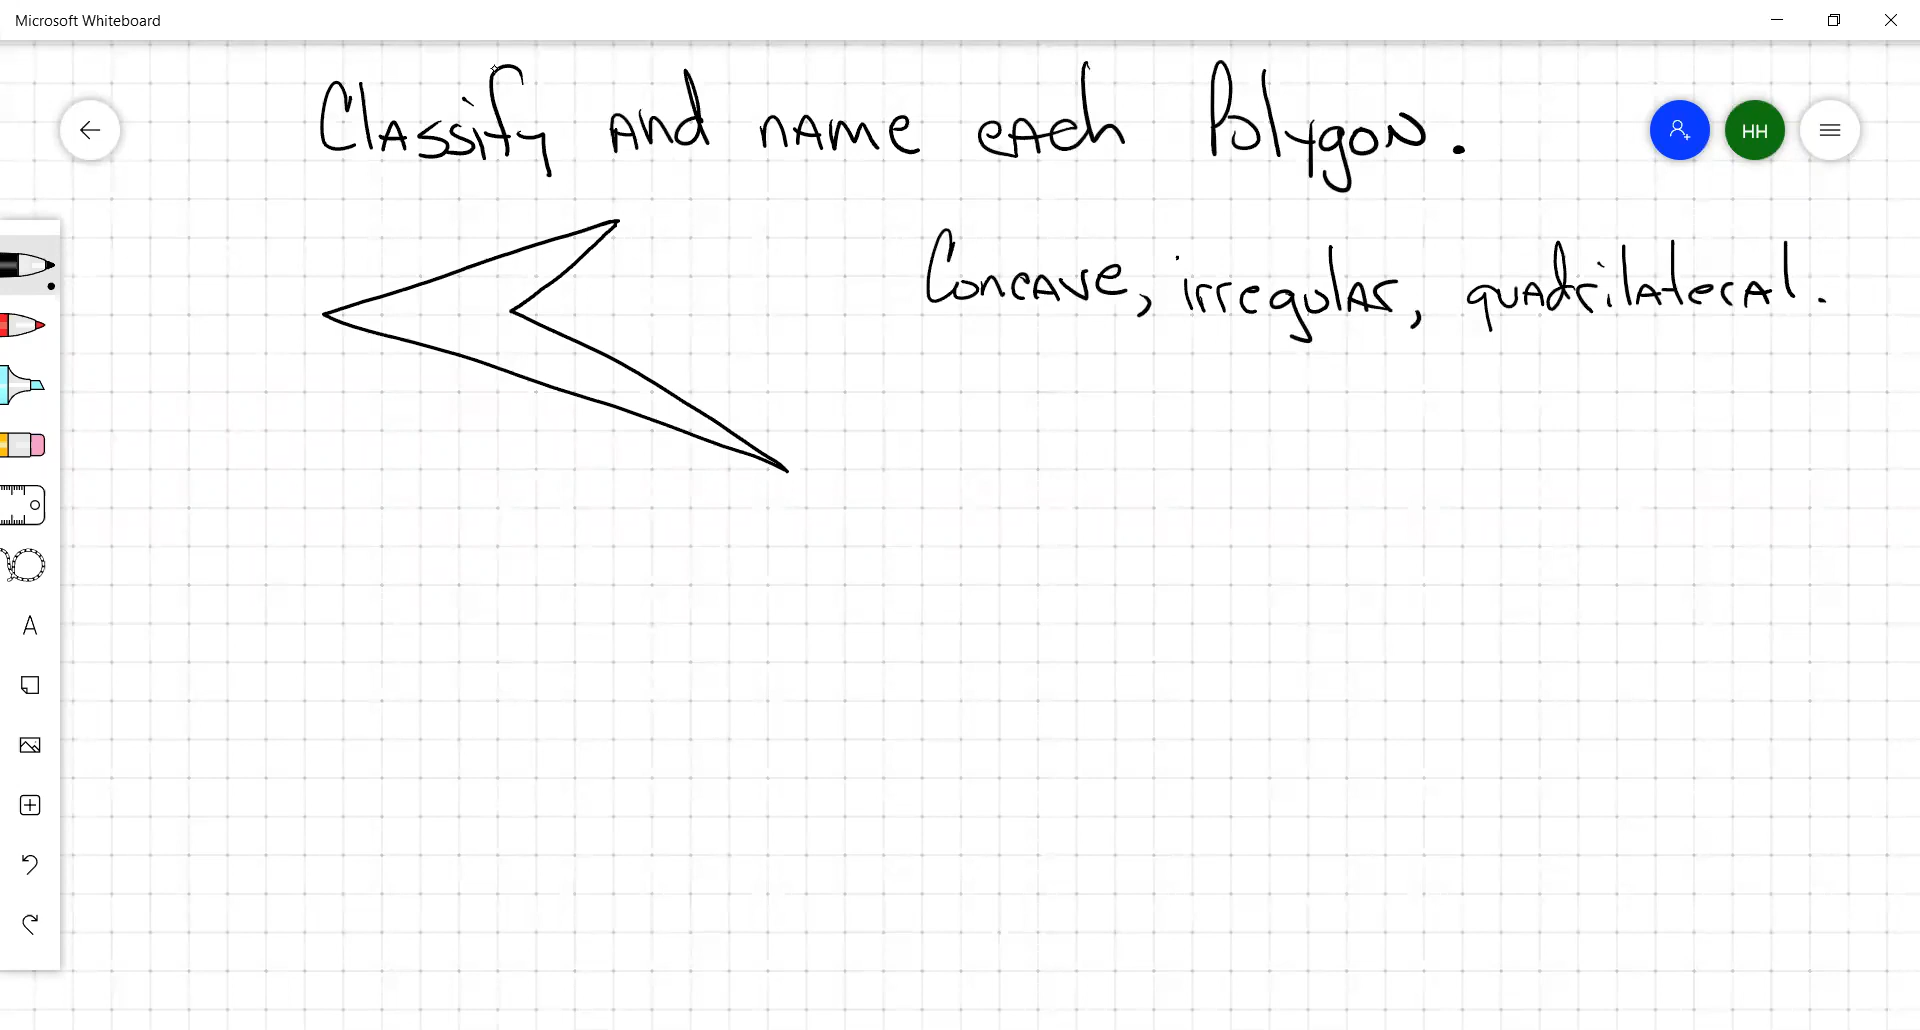 Microsoft Whiteboard
Classify and name each Polygon.
HH
Concave, irregular, quadrilateral.
A